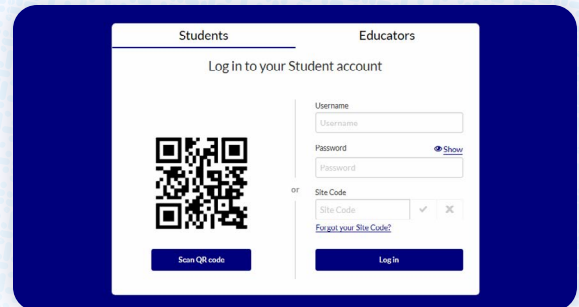 Students
Educators
Log in to your Student account
Username
Username
Password
Show
Password
or
Site Code
Site Code
Forgot your Site Code?
Scan QR code
Log in